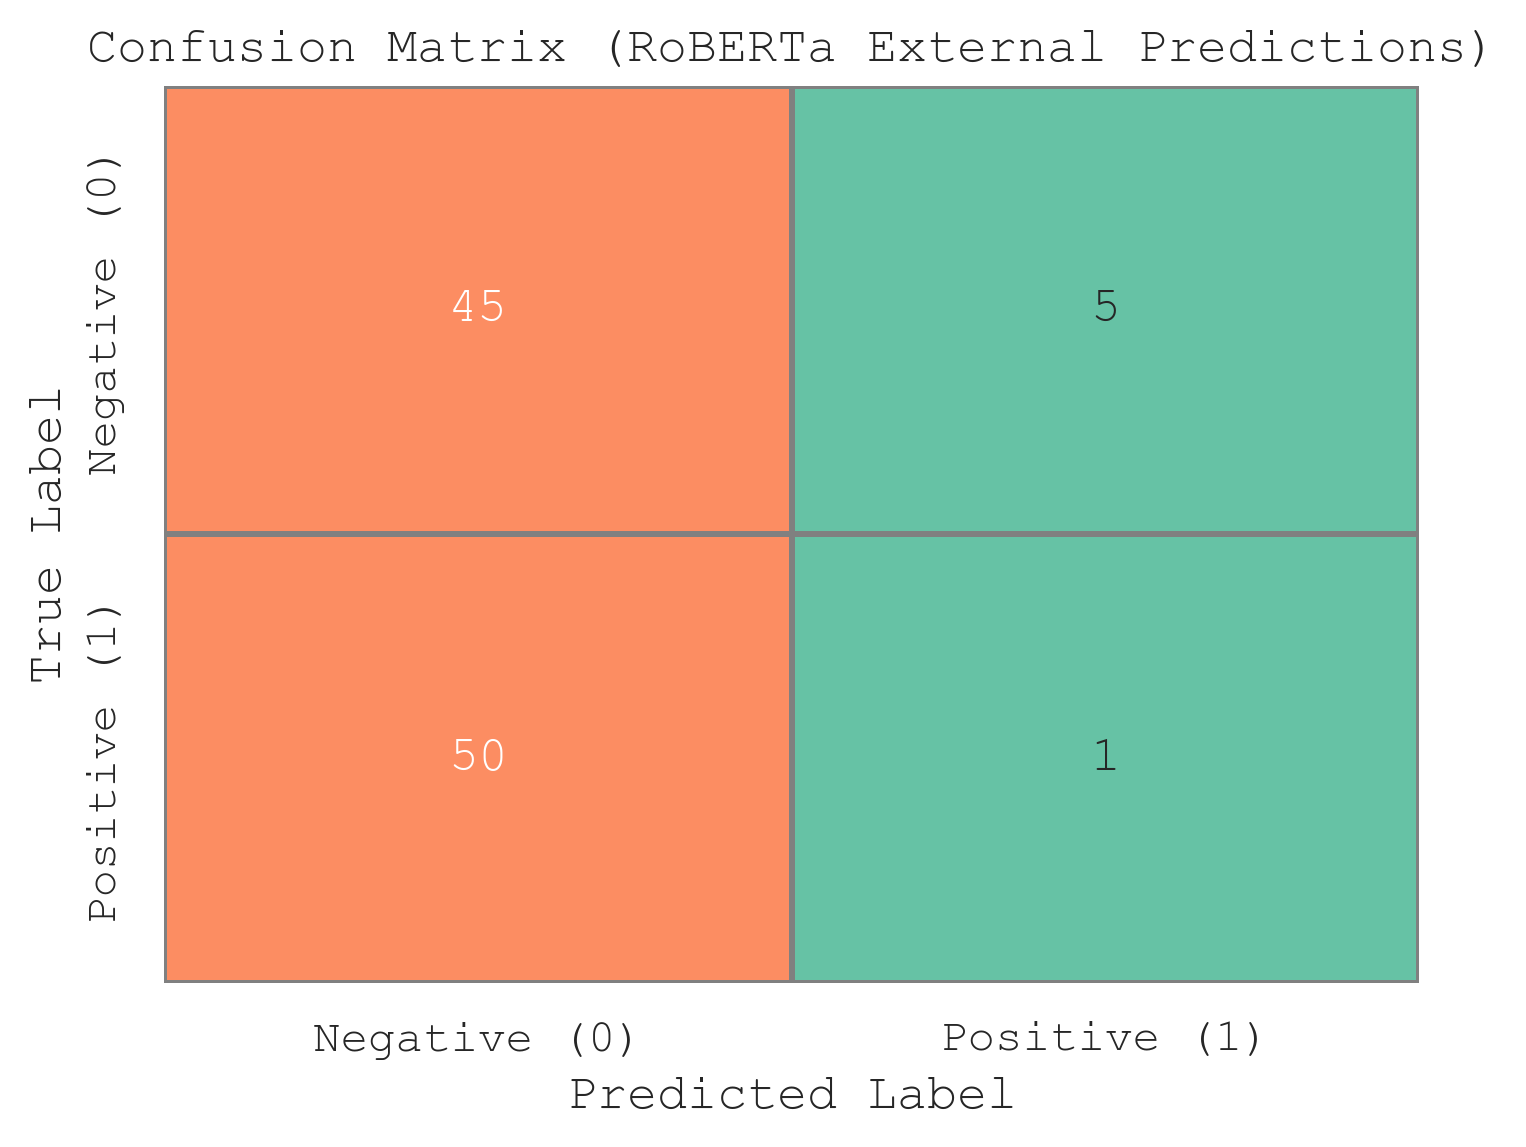 Confusion Matrix (RoBERTa External Predictions)
True Label
Negative (0)
45
5
Positive (1)
50
1
Negative (0)
Positive (1)
Predicted Label